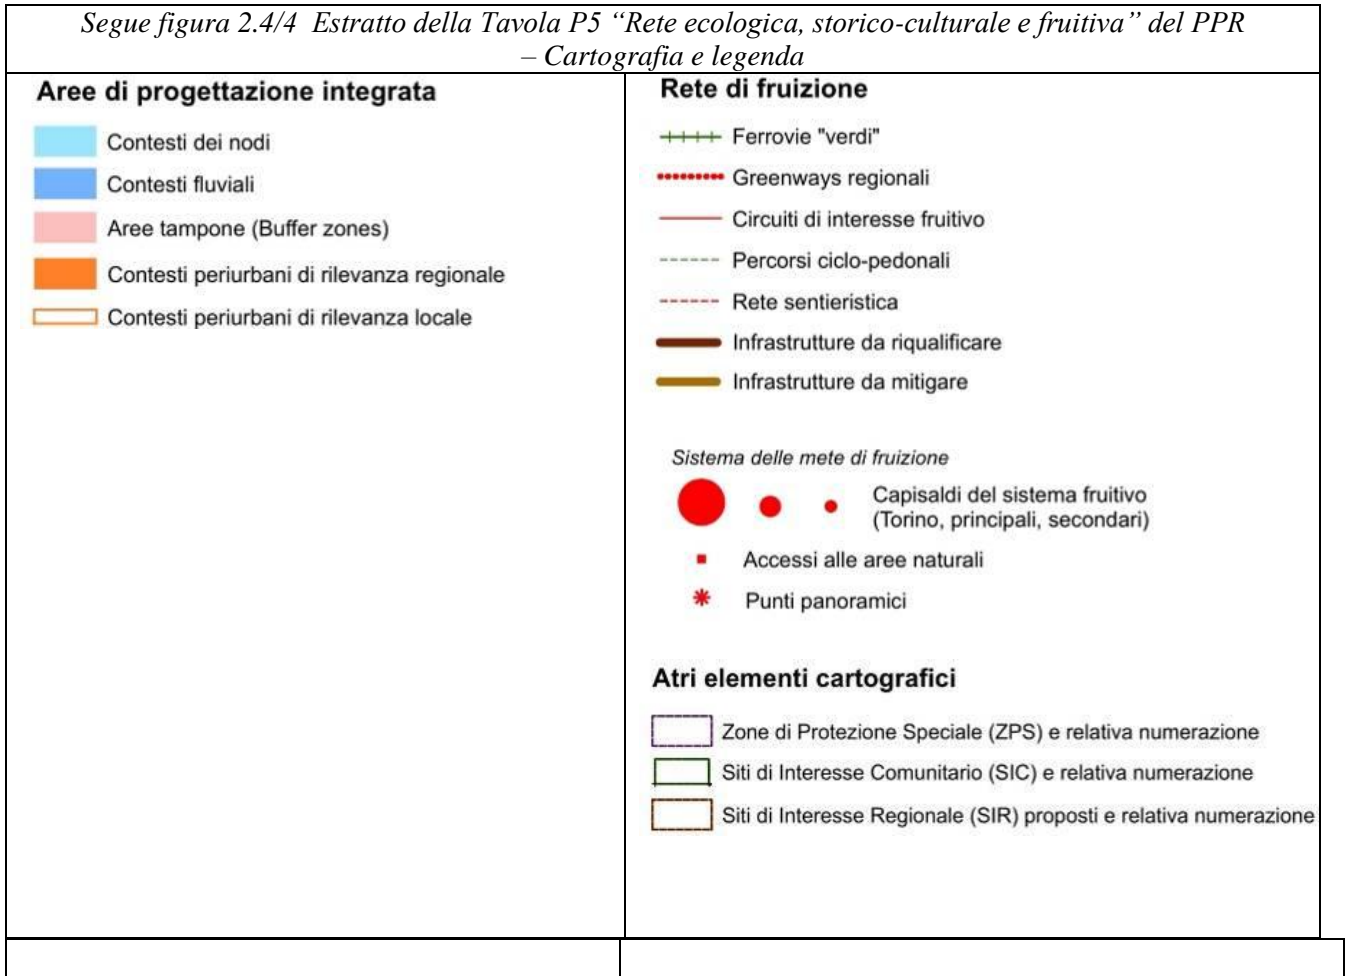 Segue figura 2.4/4 Estratto della Tavola P5 “Rete ecologica, storico-culturale e fruitiva” del PPR
– Cartografia e legenda
Aree di progettazione integrata
Contesti dei nodi
Contesti fluviali
Aree tampone (Buffer zones)
Contesti periurbani di rilevanza regionale
Contesti periurbani di rilevanza locale
Rete di fruizione
Ferrovie "verdi"
Greenways regionali
Circuiti di interesse fruitivo
Percorsi ciclo-pedonali
Rete sentieristica
Infrastrutture da riqualificare
Infrastrutture da mitigare
Sistema delle mete di fruizione
Capisaldi del sistema fruitivo
(Torino, principali, secondari)
Accessi alle aree naturali
Punti panoramici
Atri elementi cartografici
Zone di Protezione Speciale (ZPS) e relativa numerazione
Siti di Interesse Comunitario (SIC) e relativa numerazione
Siti di Interesse Regionale (SIR) proposti e relativa numerazione